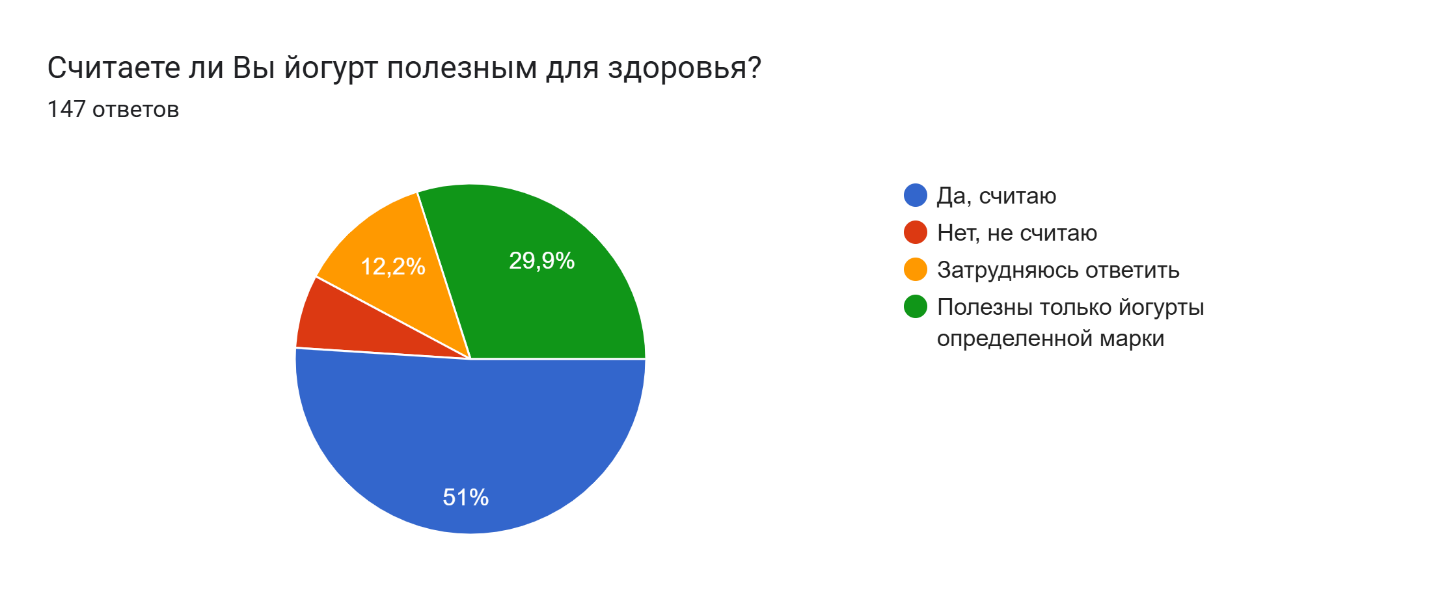 Считаете ли Вы йогурт полезным для здоровья?
147 ответов
29,9%
12,2%
51%
Да, считаю
Нет, не считаю
Затрудняюсь ответить
Полезны только йогурты
определенной марки